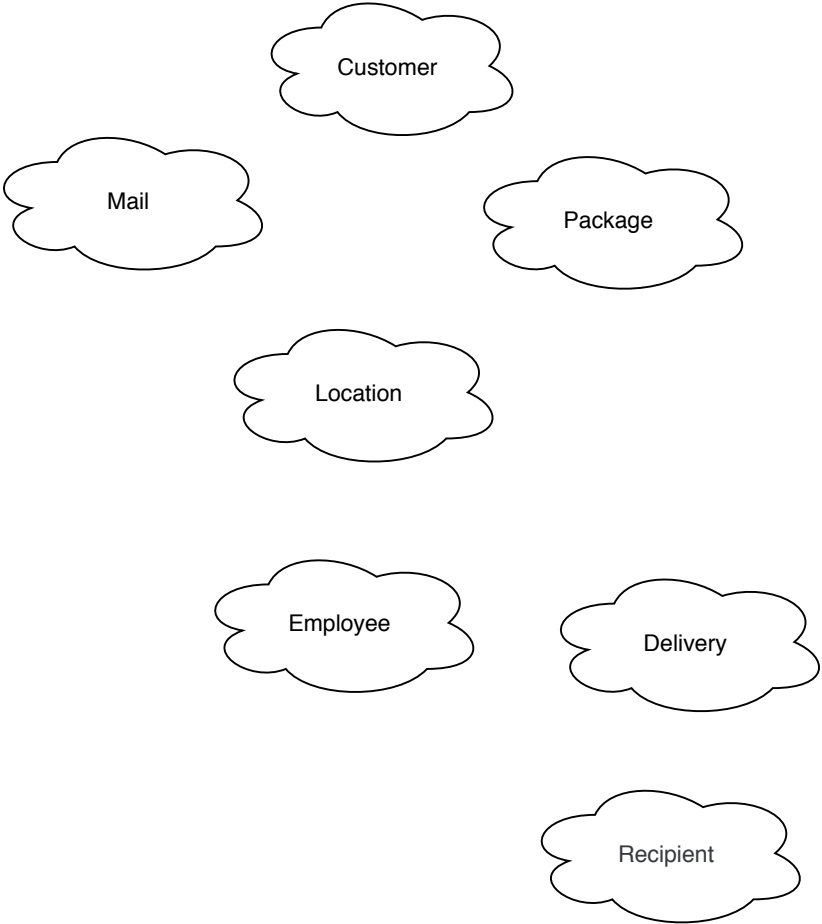 Customer
Mail
Package
Location
Employee
Delivery
Recipient